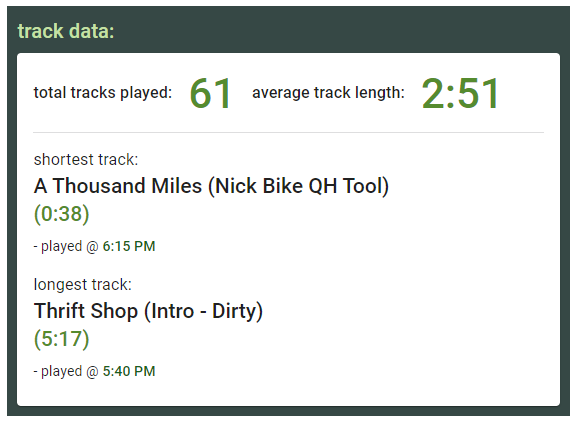 track data:
total tracks played: 61 average track length: 2:51
shortest track:
A Thousand Miles (Nick Bike QH Tool)
(0:38)
- played @ 6:15 PM
longest track:
Thrift Shop (Intro - Dirty)
(5:17)
- played @ 5:40 PM